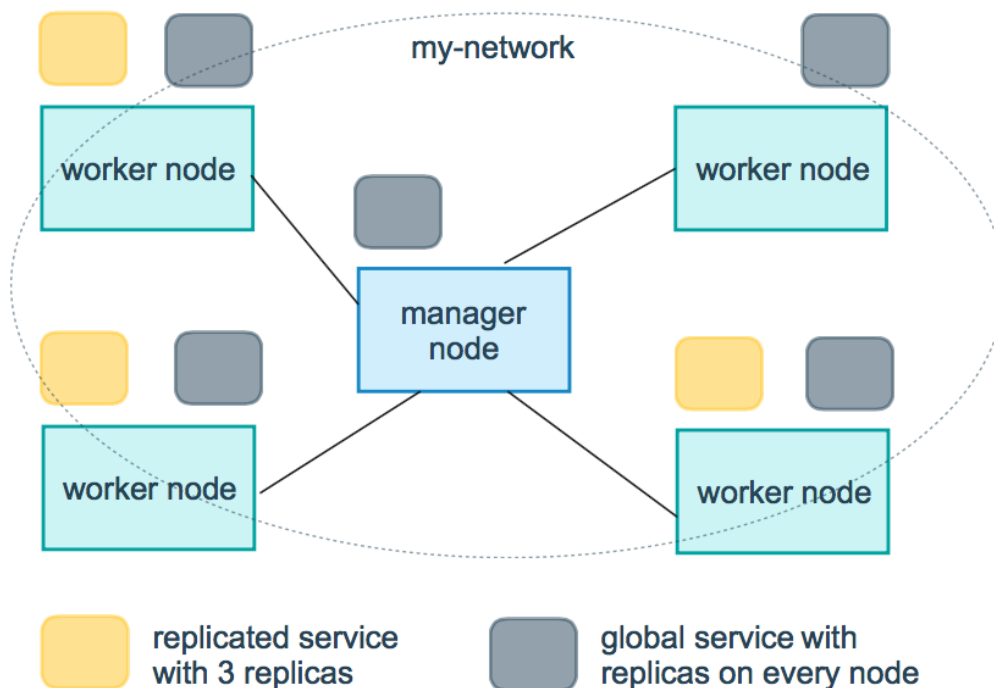 my-network
worker node
worker node
manager
node
worker node
worker node
replicated service
with 3 replicas
global service with
replicas on every node